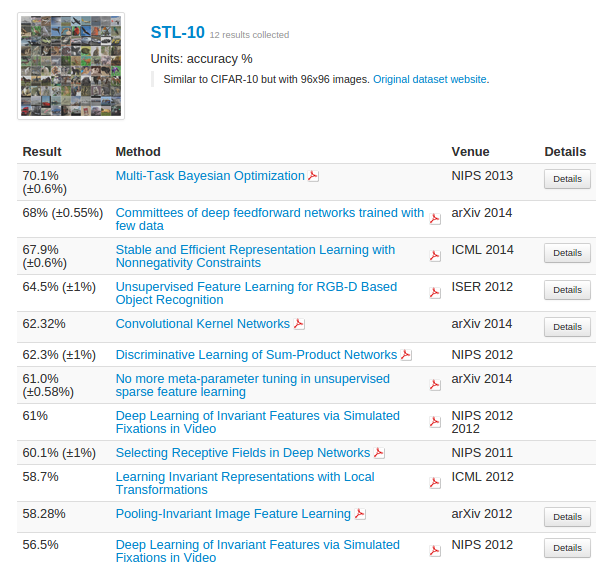 STL-10 12 results collected
Units: accuracy %
Similar to CIFAR-10 but with 96x96 images. Original dataset website.
Result Method Venue Details
70.1% (±0.6%) Multi-Task Bayesian Optimization NIPS 2013 Details
68% (±0.55%) Committees of deep feedforward networks trained with few data arXiv 2014
67.9% (±0.6%) Stable and Efficient Representation Learning with Nonnegativity Constraints ICML 2014 Details
64.5% (±1%) Unsupervised Feature Learning for RGB-D Based Object Recognition ISER 2012 Details
62.32% Convolutional Kernel Networks arXiv 2014 Details
62.3% (±1%) Discriminative Learning of Sum-Product Networks NIPS 2012
61.0% (±0.58%) No more meta-parameter tuning in unsupervised sparse feature learning arXiv 2014
61% Deep Learning of Invariant Features via Simulated Fixations in Video NIPS 2012 2012
60.1% (±1%) Selecting Receptive Fields in Deep Networks NIPS 2011
58.7% Learning Invariant Representations with Local Transformations ICML 2012
58.28% Pooling-Invariant Image Feature Learning arXiv 2012 Details
56.5% Deep Learning of Invariant Features via Simulated Fixations in Video NIPS 2012 Details